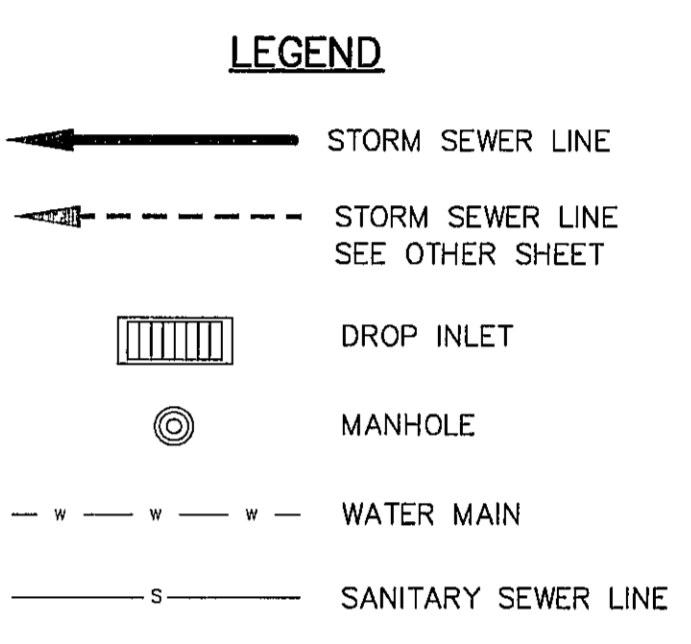 LEGEND
STORM SEWER LINE
STORM SEWER LINE
SEE OTHER SHEET
DROP INLET
MANHOLE
W W W WATER MAIN
S SANITARY SEWER LINE